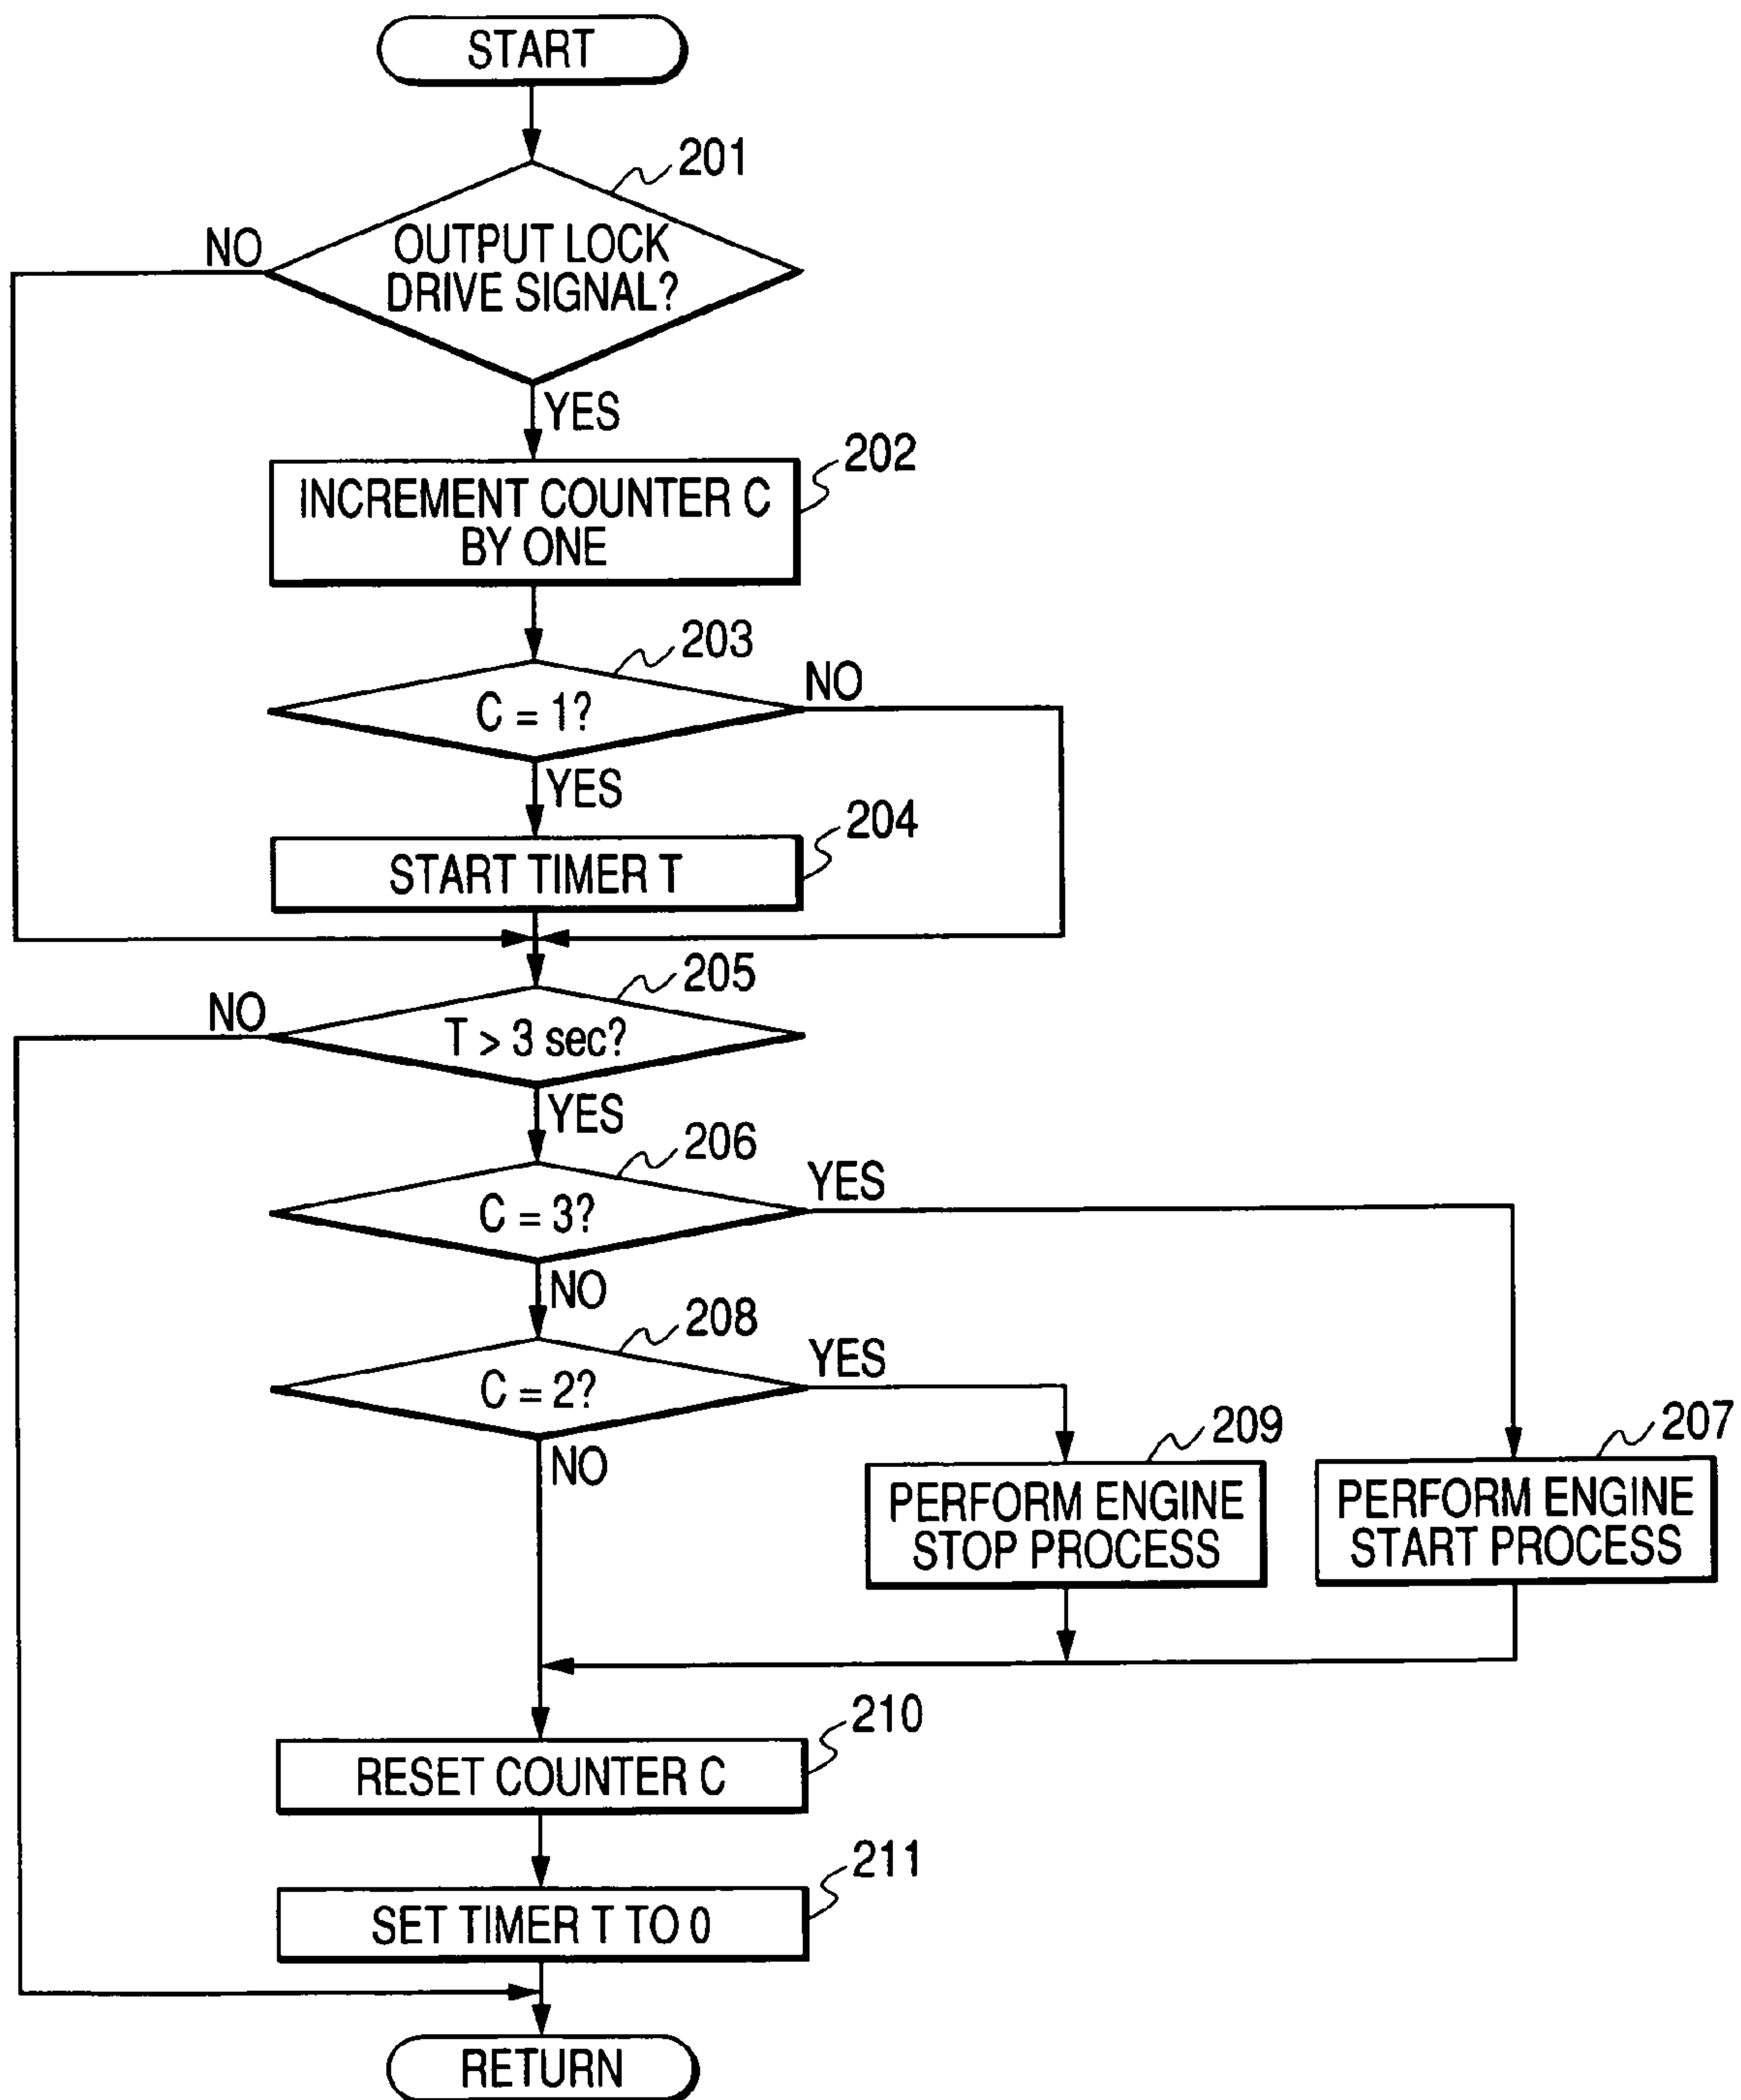 START
201
NO
OUTPUT LOCK
DRIVE SIGNAL?
YES
202
INCREMENT COUNTER C
BY ONE
203
NO
C = 1?
YES
204
START TIMER T
205
NO
T > 3 sec?
YES
206
YES
C = 3?
NO
208
YES
C = 2?
NO
209
PERFORM ENGINE
STOP PROCESS
207
PERFORM ENGINE
START PROCESS
210
RESET COUNTER C
211
SET TIMER T TO 0
RETURN